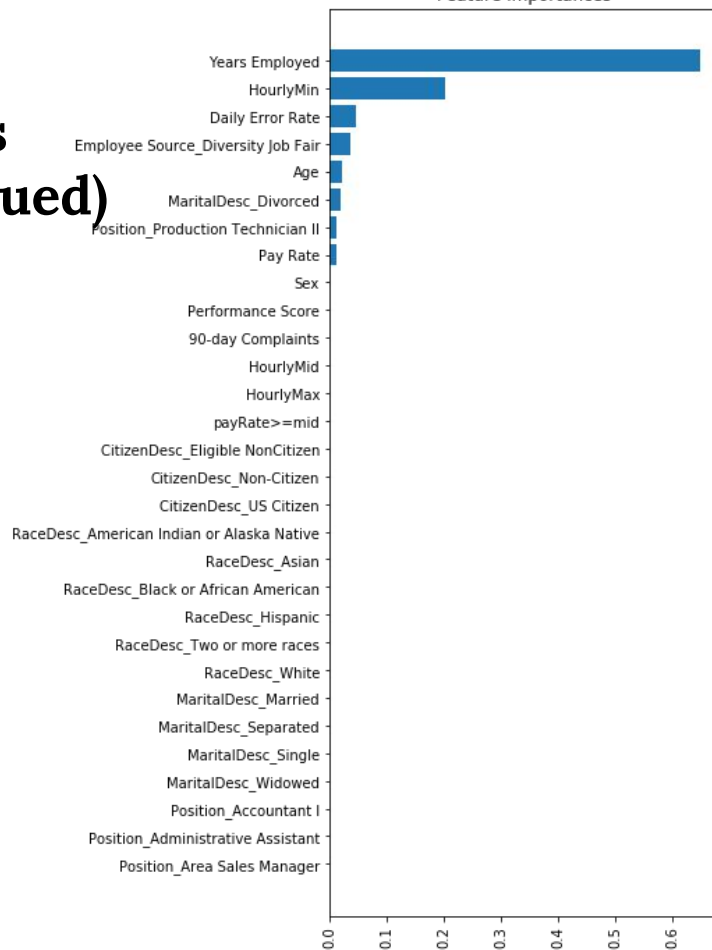 Feature Importances
s
ued)
Years Employed
HourlyMin
Daily Error Rate
Employee Source_Diversity Job Fair
Age
MaritalDesc_Divorced
Position_Production Technician II
Pay Rate
Sex
Performance Score
90-day Complaints
HourlyMid
HourlyMax
payRate>=mid
CitizenDesc_Eligible NonCitizen
CitizenDesc_Non-Citizen
CitizenDesc_US Citizen
RaceDesc_American Indian or Alaska Native
RaceDesc_Asian
RaceDesc_Black or African American
RaceDesc_Hispanic
RaceDesc_Two or more races
RaceDesc_White
MaritalDesc_Married
MaritalDesc_Separated
MaritalDesc_Single
MaritalDesc_Widowed
Position_Accountant I
Position_Administrative Assistant
Position_Area Sales Manager
0.0 0.1 0.2 0.3 0.4 0.5 0.6